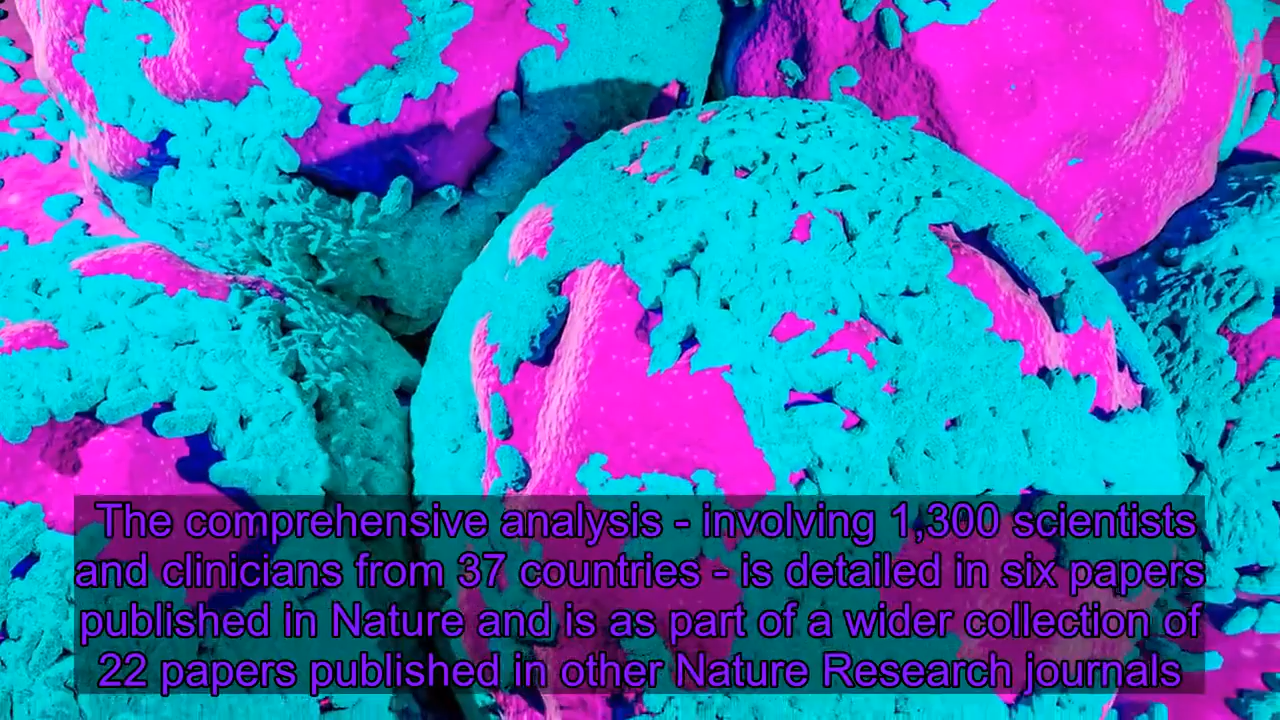 The comprehensive analysis - involving 1,300 scientists
and clinicians from 37 countries - is detailed in six papers
published in Nature and is as part of a wider collection of
22 papers published in other Nature Research journals